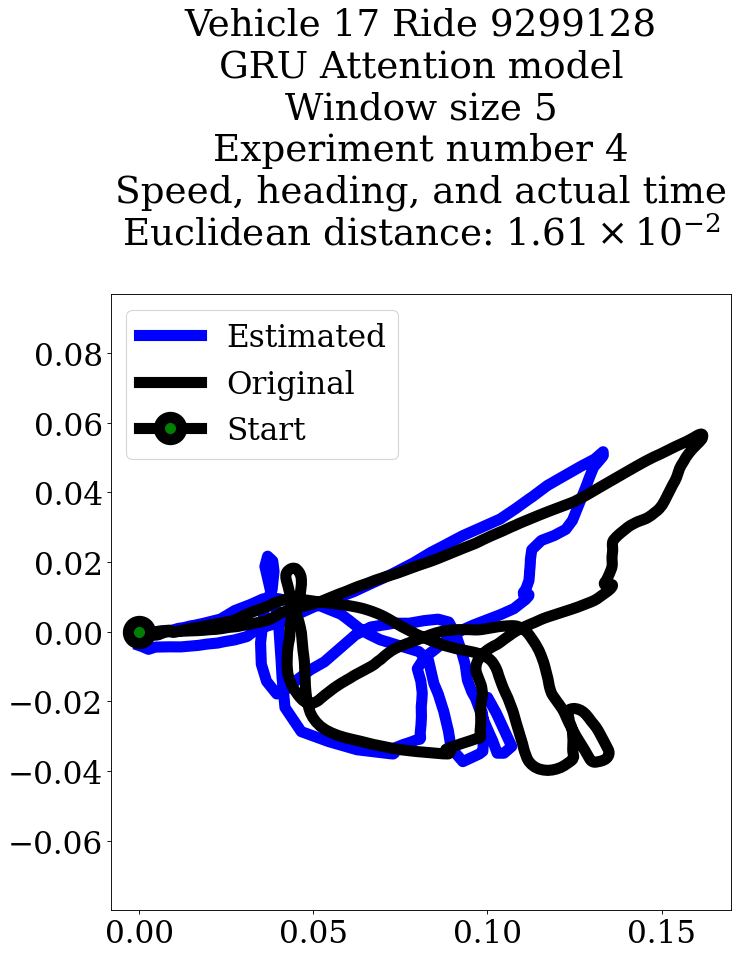 Vehicle 17 Ride 9299128
GRU Attention model
Window size 5
Experiment number 4
Speed, heading, and actual time
Euclidean distance: 1.61 × 10⁻²
Estimated
Original
Start
0.08
0.06
0.04
0.02
0.00
−0.02
−0.04
−0.06
0.00 0.05 0.10 0.15